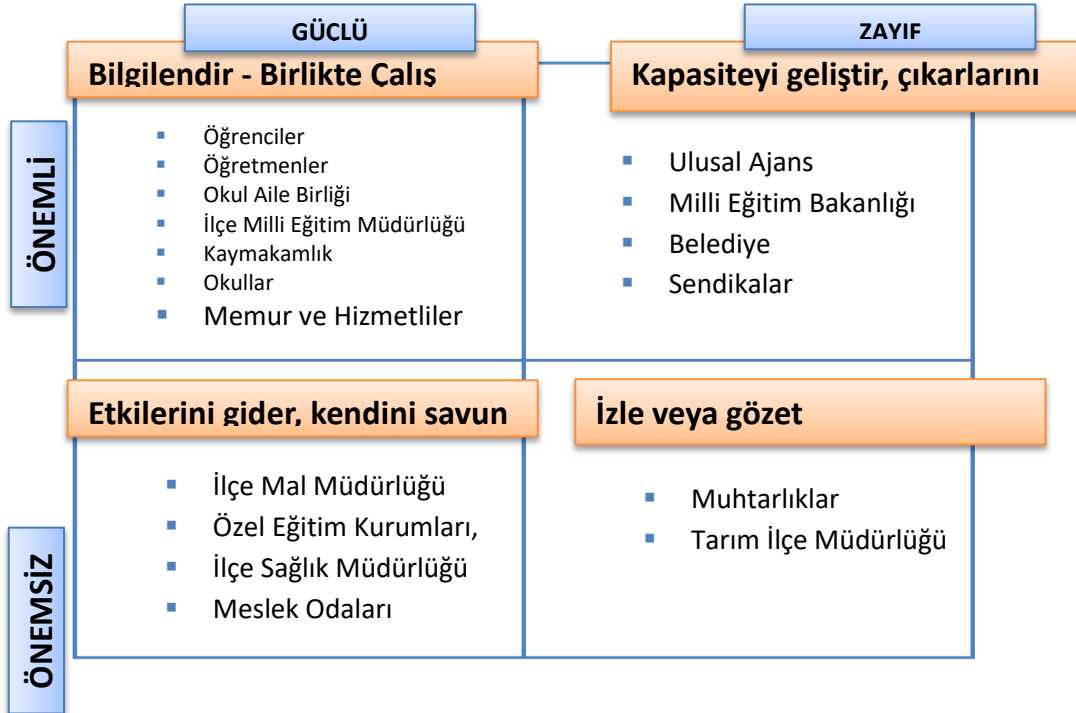 GÜÇLÜ
ZAYIF
Bilgilendir - Birlikte Çalış
Kapasiteyi geliştir, çıkarlarını
ÖNEMLİ
Öğrenciler
Öğretmenler
Okul Aile Birliği
İlçe Milli Eğitim Müdürlüğü
Kaymakamlık
Okullar
Memur ve Hizmetliler
Ulusal Ajans
Milli Eğitim Bakanlığı
Belediye
Sendikalar
Etkilerini gider, kendini savun
İzle veya gözet
ÖNEMSİZ
İlçe Mal Müdürlüğü
Özel Eğitim Kurumları,
İlçe Sağlık Müdürlüğü
Meslek Odaları
Muhtarlıklar
Tarım İlçe Müdürlüğü